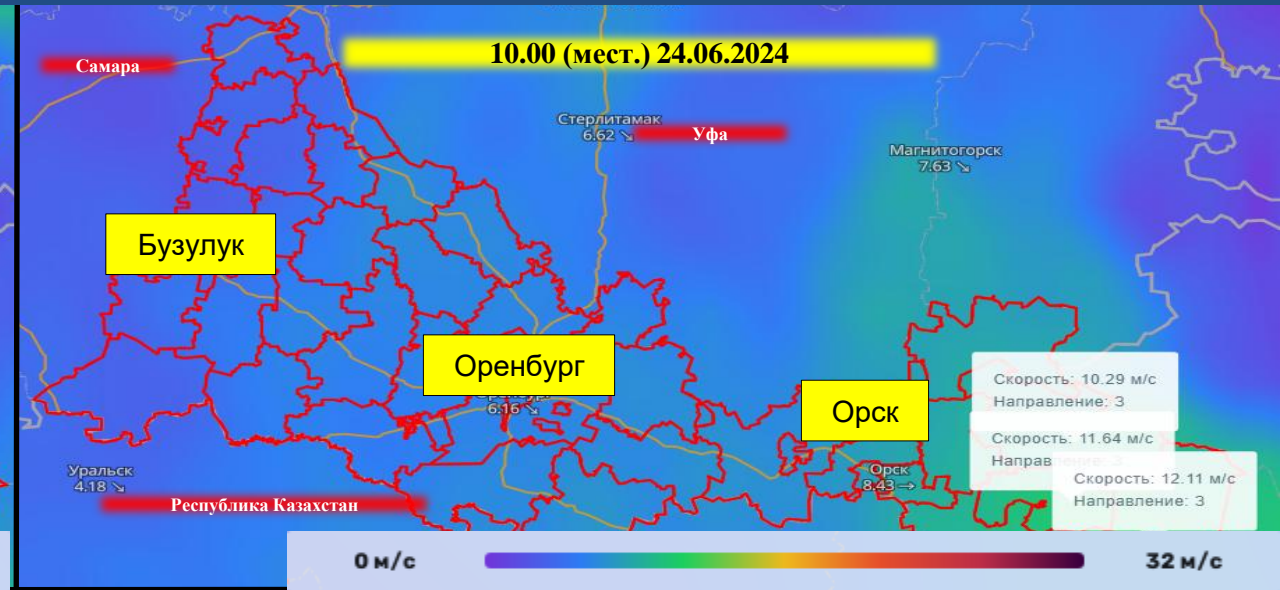 10.00 (мест.) 24.06.2024
Самара
Стерлитамак
6.62 ↘
Уфа
Магнитогорск
7.63 ↘
Бузулук
Оренбург
6.16 ↘
Орск
Скорость: 10.29 м/с
Направление: З
Скорость: 11.64 м/с
Направ
Скорость: 12.11 м/с
Направление: З
Орск
8.43 →
Уральск
4.18 ↘
Республика Казахстан
0 м/с
32 м/с